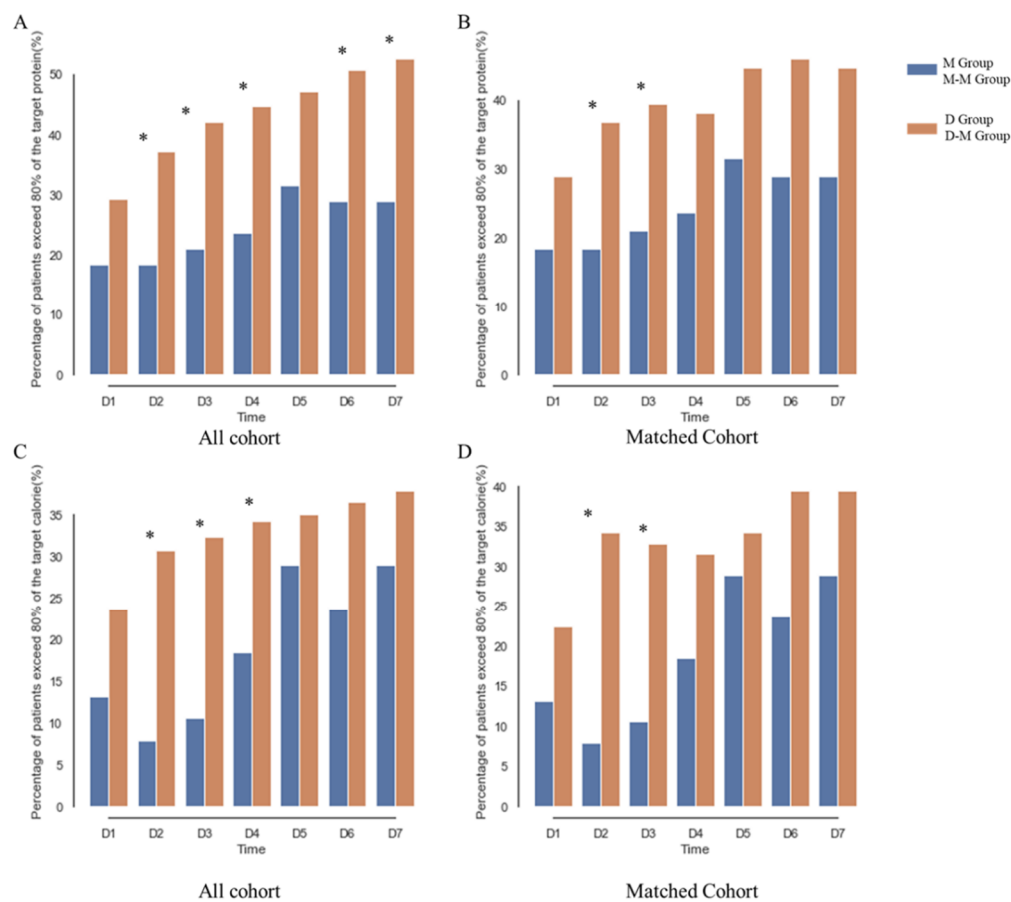 A
Percentage of patients exceed 80% of the target protein(%)
50
40
30
20
10
0
*
*
*
*
*
D1 D2 D3 D4 D5 D6 D7
Time
All cohort
B
Percentage of patients exceed 80% of the target protein(%)
40
30
20
10
0
*
*
D1 D2 D3 D4 D5 D6 D7
Time
Matched Cohort
M Group
M-M Group
D Group
D-M Group
C
Percentage of patients exceed 80% of the target calorie(%)
35
30
25
20
15
10
5
0
*
*
*
D1 D2 D3 D4 D5 D6 D7
Time
All cohort
D
Percentage of patients exceed 80% of the target calorie(%)
40
35
30
25
20
15
10
5
0
*
*
D1 D2 D3 D4 D5 D6 D7
Time
Matched Cohort